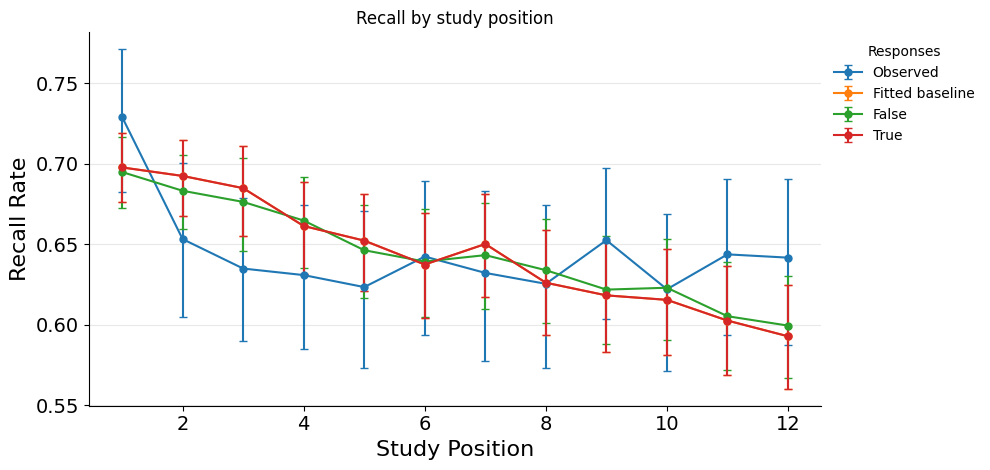 Recall by study position
Recall Rate
0.75
0.70
0.65
0.60
0.55
2 4 6 8 10 12
Study Position
Responses
Observed
Fitted baseline
False
True